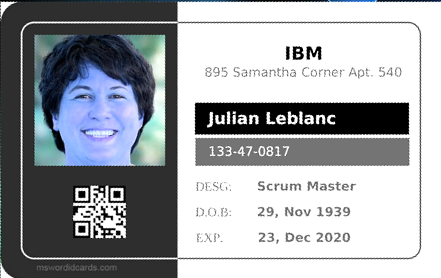 IBM
895 Samantha Corner Apt. 540
Julian Leblanc
133-47-0817
DESG: Scrum Master
D.O.B: 29, Nov 1939
EXP. 23, Dec 2020
mswordidcards.com